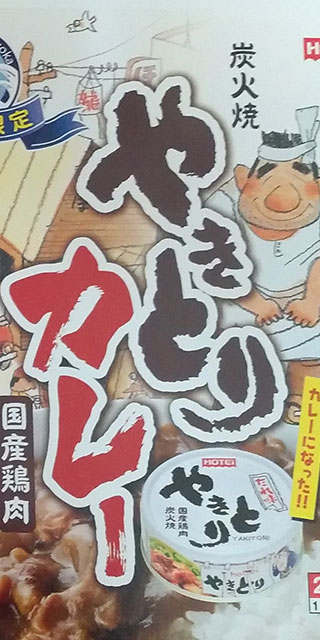 炭火焼
やきとり
カレー
限定
国産鶏肉
カレーになった!!
HOTEI
たれ味
やきとり
YAKITORI
国産鶏肉
炭火焼
やきとり